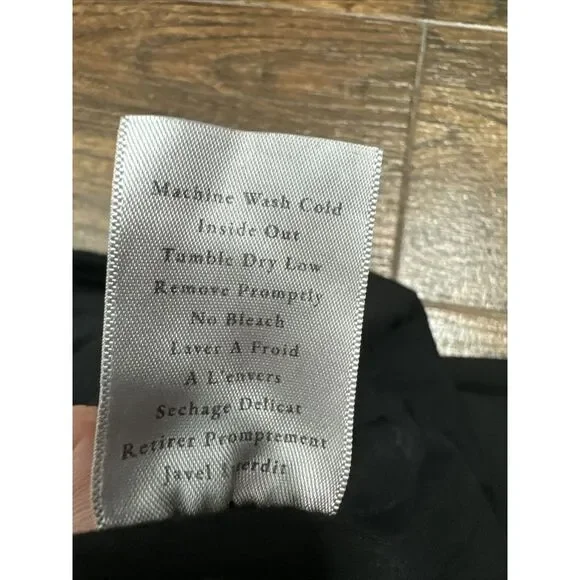 Machine Wash Cold
Inside Out
Tumble Dry Low
Remove Promptly
No Bleach
Laver A Froid
A L'envers
Sechage Delicat
Retirer Promptement
Javel